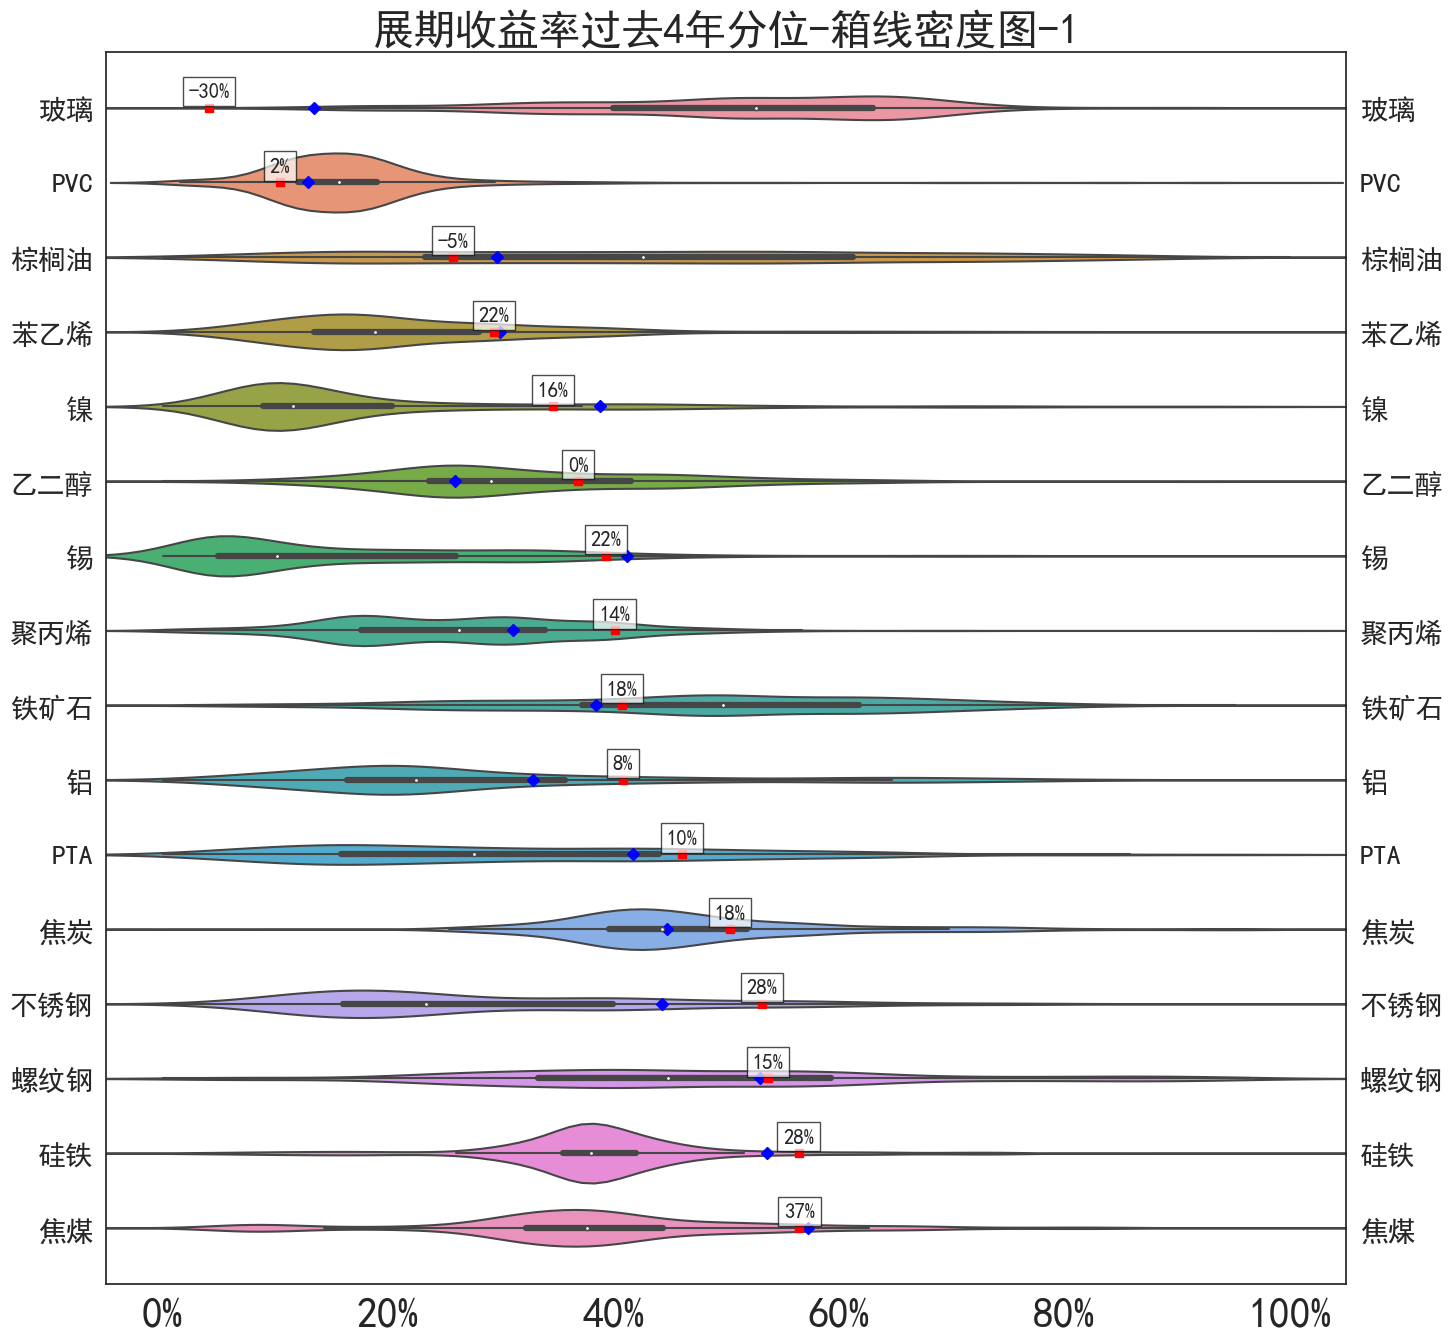 展期收益率过去4年分位-箱线密度图-1
玻璃 -30% 玻璃
PVC 2% PVC
棕榈油 -5% 棕榈油
苯乙烯 22% 苯乙烯
镍 16% 镍
乙二醇 0% 乙二醇
锡 22% 锡
聚丙烯 14% 聚丙烯
铁矿石 18% 铁矿石
铝 8% 铝
PTA 10% PTA
焦炭 18% 焦炭
不锈钢 28% 不锈钢
螺纹钢 15% 螺纹钢
硅铁 28% 硅铁
焦煤 37% 焦煤
0% 20% 40% 60% 80% 100%